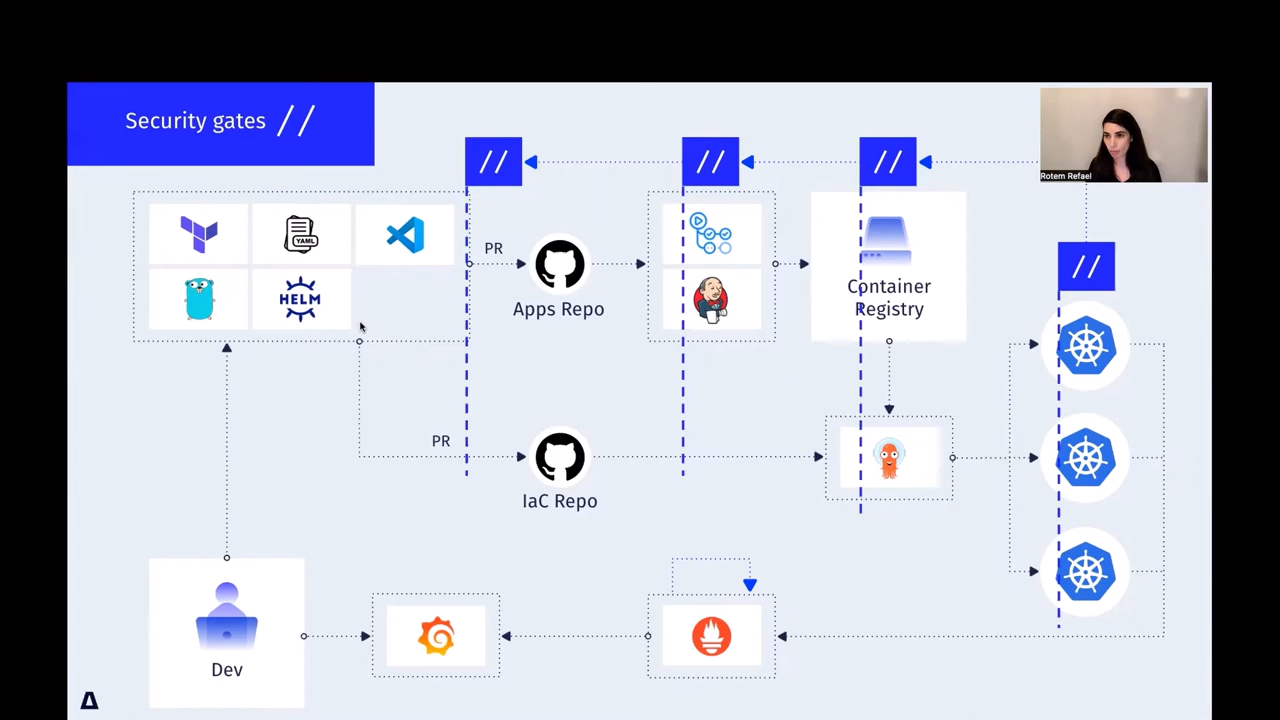 Security gates //
//
//
//
Rotem Refael
YAML
PR
HELM
Apps Repo
Container
Registry
//
PR
IaC Repo
Dev